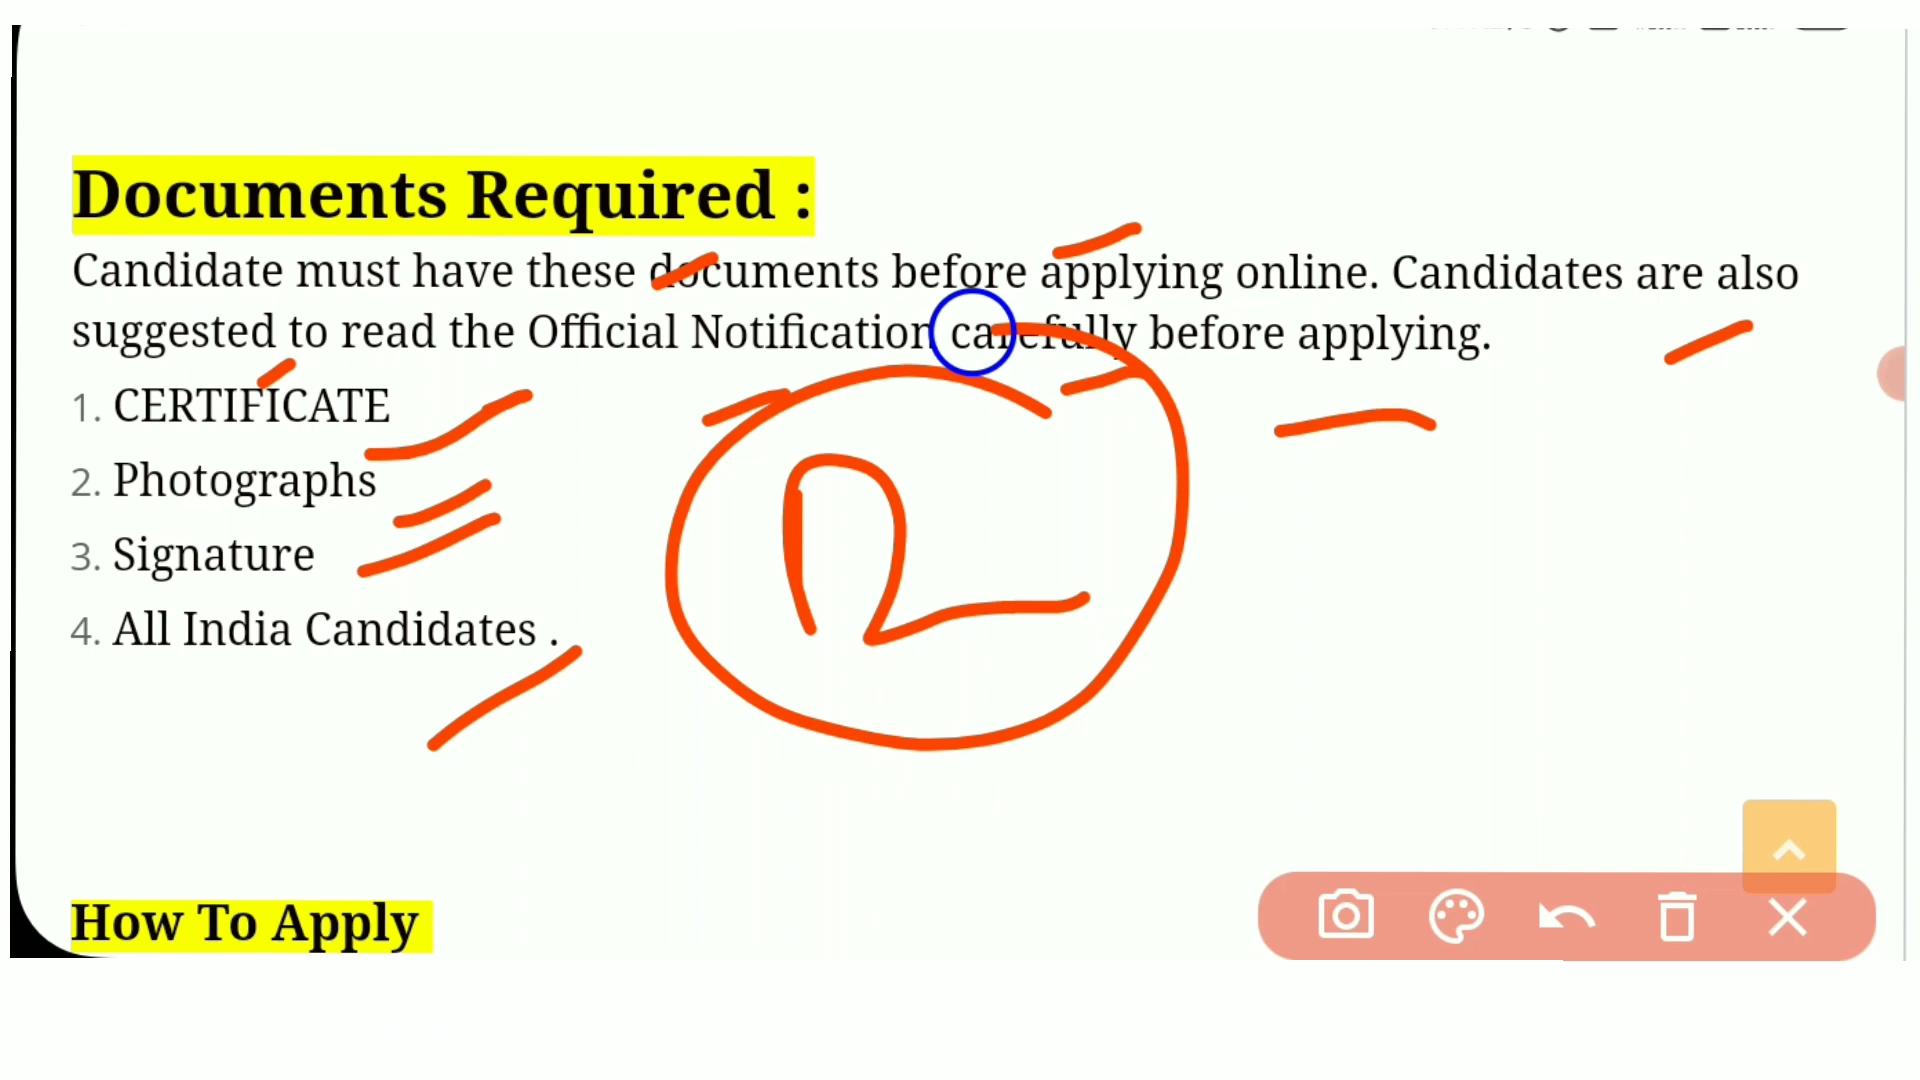 Documents Required :
Candidate must have these documents before applying online. Candidates are also
suggested to read the Official Notification carefully before applying.
1. CERTIFICATE
2. Photographs
3. Signature
4. All India Candidates .
How To Apply